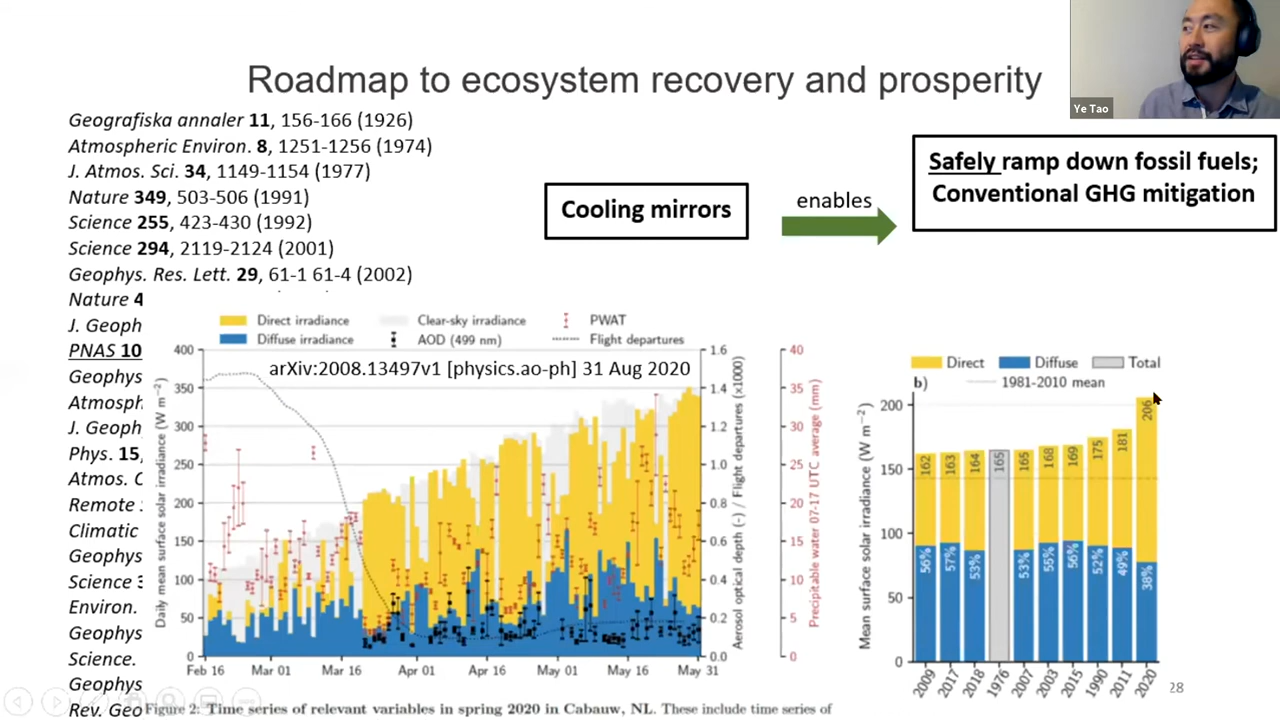 Roadmap to ecosystem recovery and prosperity
Ye Tao
Geografiska annaler 11, 156-166 (1926)
Atmospheric Environ. 8, 1251-1256 (1974)
J. Atmos. Sci. 34, 1149-1154 (1977)
Nature 349, 503-506 (1991)
Science 255, 423-430 (1992)
Science 294, 2119-2124 (2001)
Geophys. Res. Lett. 29, 61-1 61-4 (2002)
Nature 4
J. Geoph
PNAS 10
Geophys
Atmosph
J. Geoph
Phys. 15,
Atmos. C
Remote
Climatic
Geophys
Science
Environ.
Geophys
Science.
Geophys
Rev. Geo
Cooling mirrors
enables
Safely ramp down fossil fuels;
Conventional GHG mitigation
Direct irradiance
Clear-sky irradiance
PWAT
Diffuse irradiance
AOD (499 nm)
Flight departures
arXiv:2008.13497v1 [physics.ao-ph] 31 Aug 2020
Daily mean surface solar irradiance (W m⁻²)
400
350
300
250
200
150
100
50
0
1.6
1.4
1.2
1.0
0.8
0.6
0.4
0.2
0.0
Aerosol optical depth (-) / Flight departures (x1000)
40
35
30
25
20
15
10
5
0
Precipitable water 07-17 UTC average (mm)
Feb 16
Mar 01
Mar 16
Apr 01
Apr 16
May 01
May 16
May 31
Figure 2: Time series of relevant variables in spring 2020 in Cabauw, NL. These include time series of
Direct
Diffuse
Total
b)
1981-2010 mean
Mean surface solar irradiance (W m⁻²)
200
150
100
50
0
162
163
164
165
165
168
169
175
181
206
56%
57%
53%
53%
55%
56%
52%
49%
38%
2009
2017
2018
1976
2007
2003
2015
1990
2011
2020
28